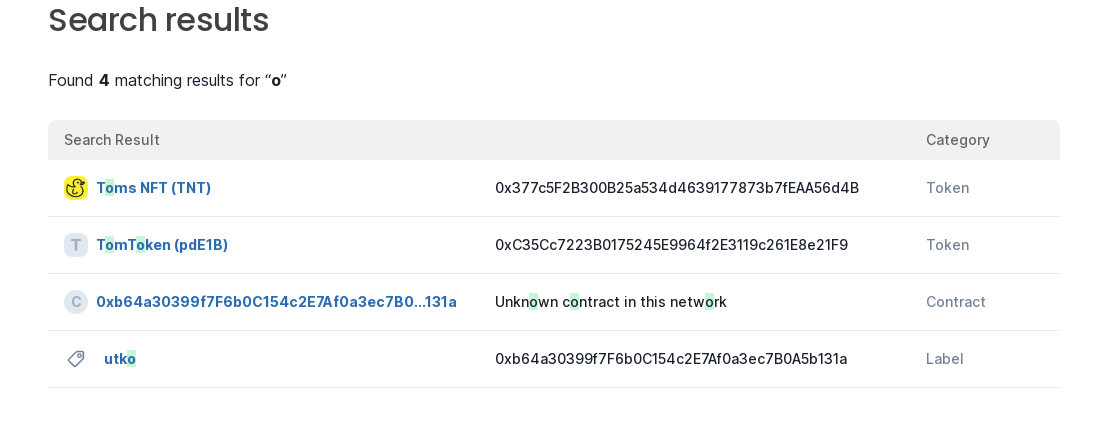 Search results
Found 4 matching results for “o”
Search Result Category
Toms NFT (TNT) 0x377c5F2B300B25a534d4639177873b7fEAA56d4B Token
T TomToken (pdE1B) 0xC35Cc7223B0175245E9964f2E3119c261E8e21F9 Token
C 0xb64a30399f7F6b0C154c2E7Af0a3ec7B0...131a Unknown contract in this network Contract
utko 0xb64a30399f7F6b0C154c2E7Af0a3ec7B0A5b131a Label